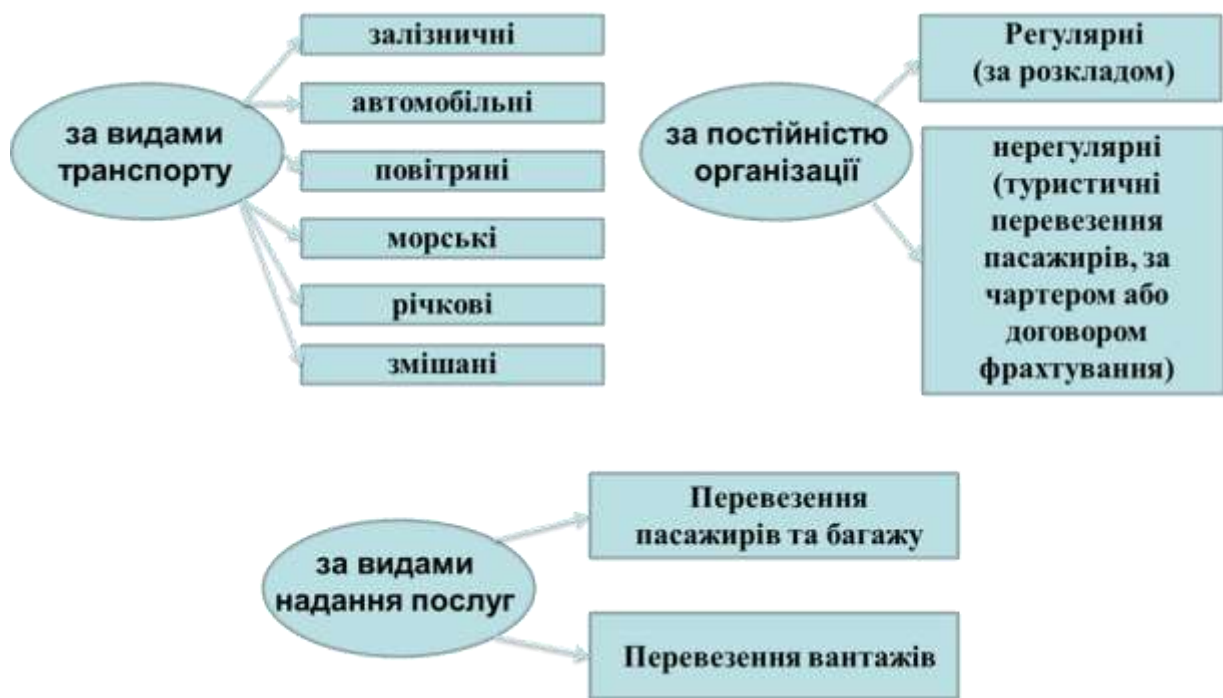 за видами
транспорту
залізничні
автомобільні
повітряні
морські
річкові
змішані
за постійністю
організації
Регулярні
(за розкладом)
нерегулярні
(туристичні
перевезення
пасажирів, за
чартером або
договором
фрахтування)
за видами
надання послуг
Перевезення
пасажирів та багажу
Перевезення вантажів